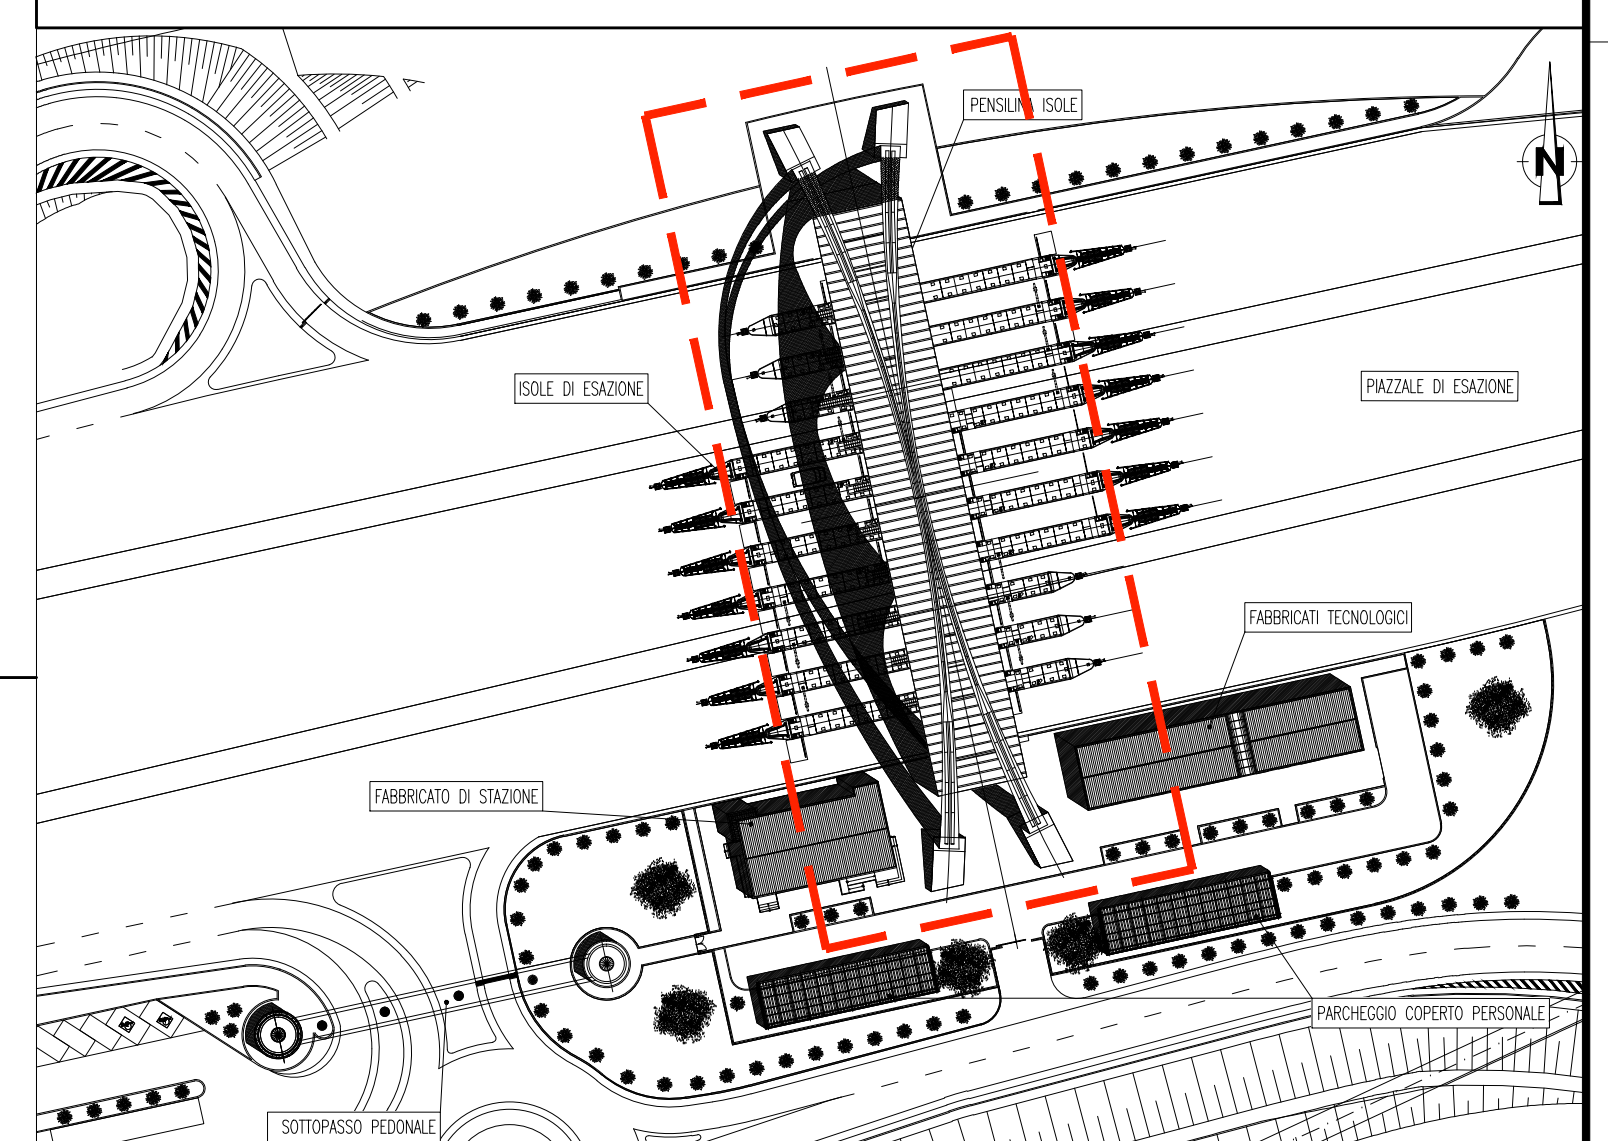 PENSILINA ISOLE
N
ISOLE DI ESAZIONE
PIAZZALE DI ESAZIONE
FABBRICATI TECNOLOGICI
FABBRICATO DI STAZIONE
PARCHEGGIO COPERTO PERSONALE
SOTTOPASSO PEDONALE